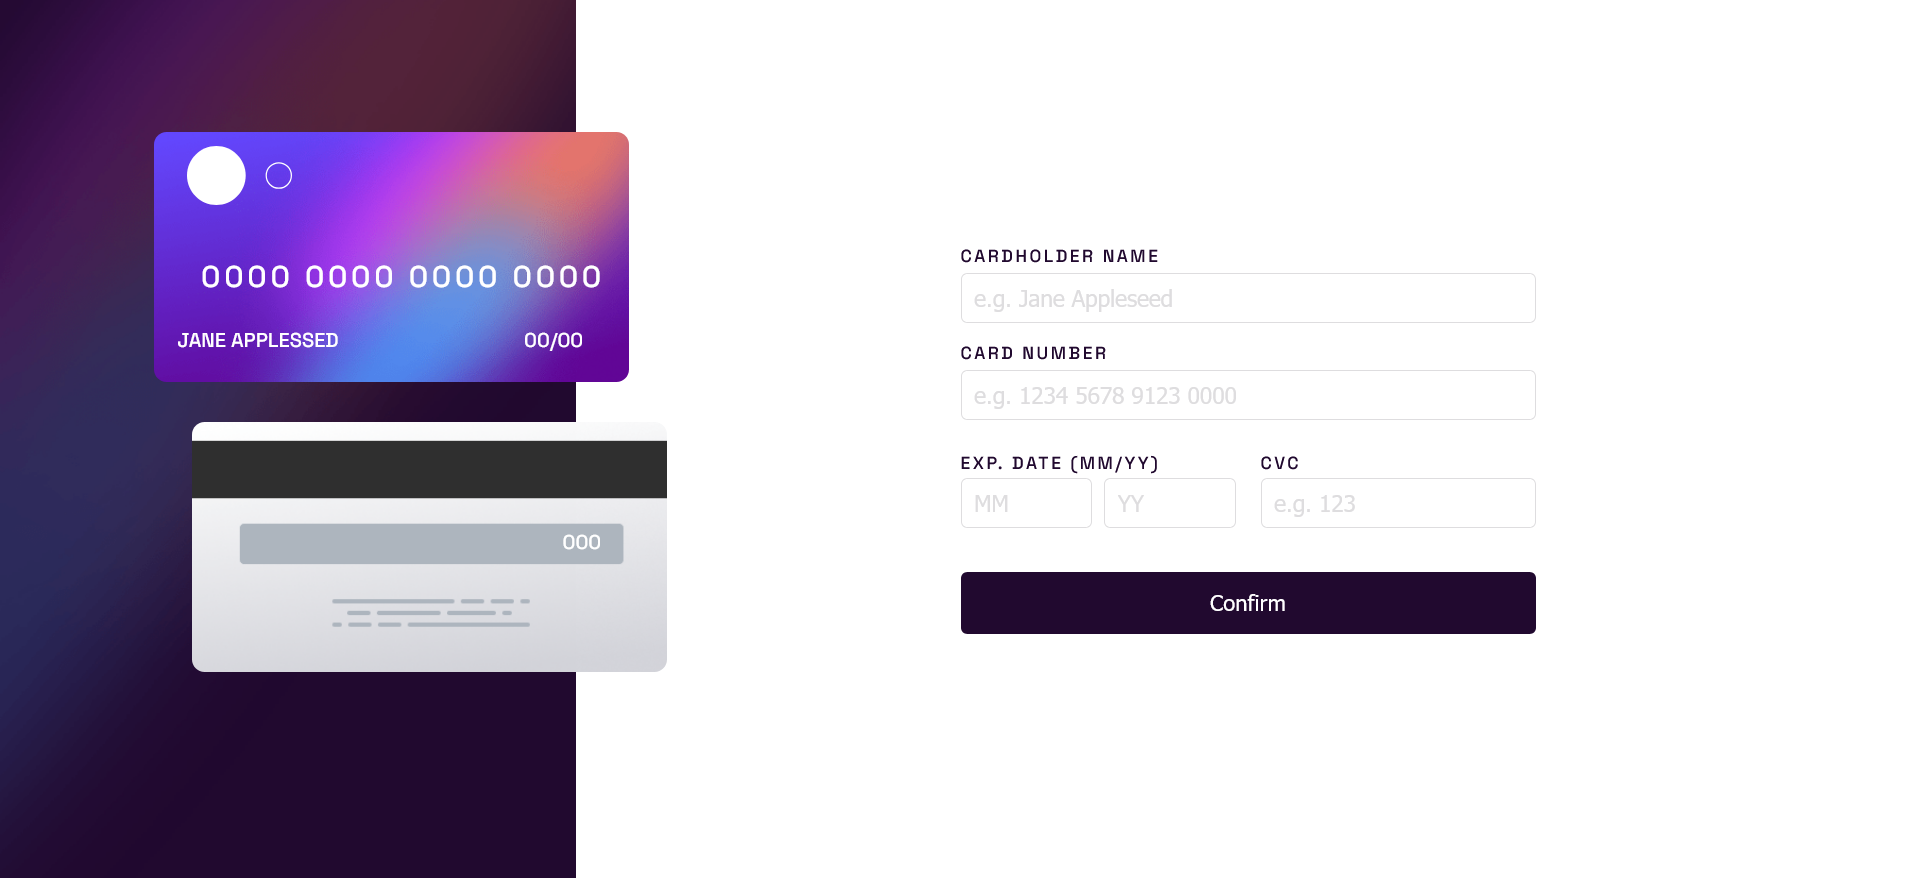 0000 0000 0000 0000
JANE APPLESSED 00/00
000
CARDHOLDER NAME
e.g. Jane Appleseed
CARD NUMBER
e.g. 1234 5678 9123 0000
EXP. DATE (MM/YY) CVC
MM YY e.g. 123
Confirm